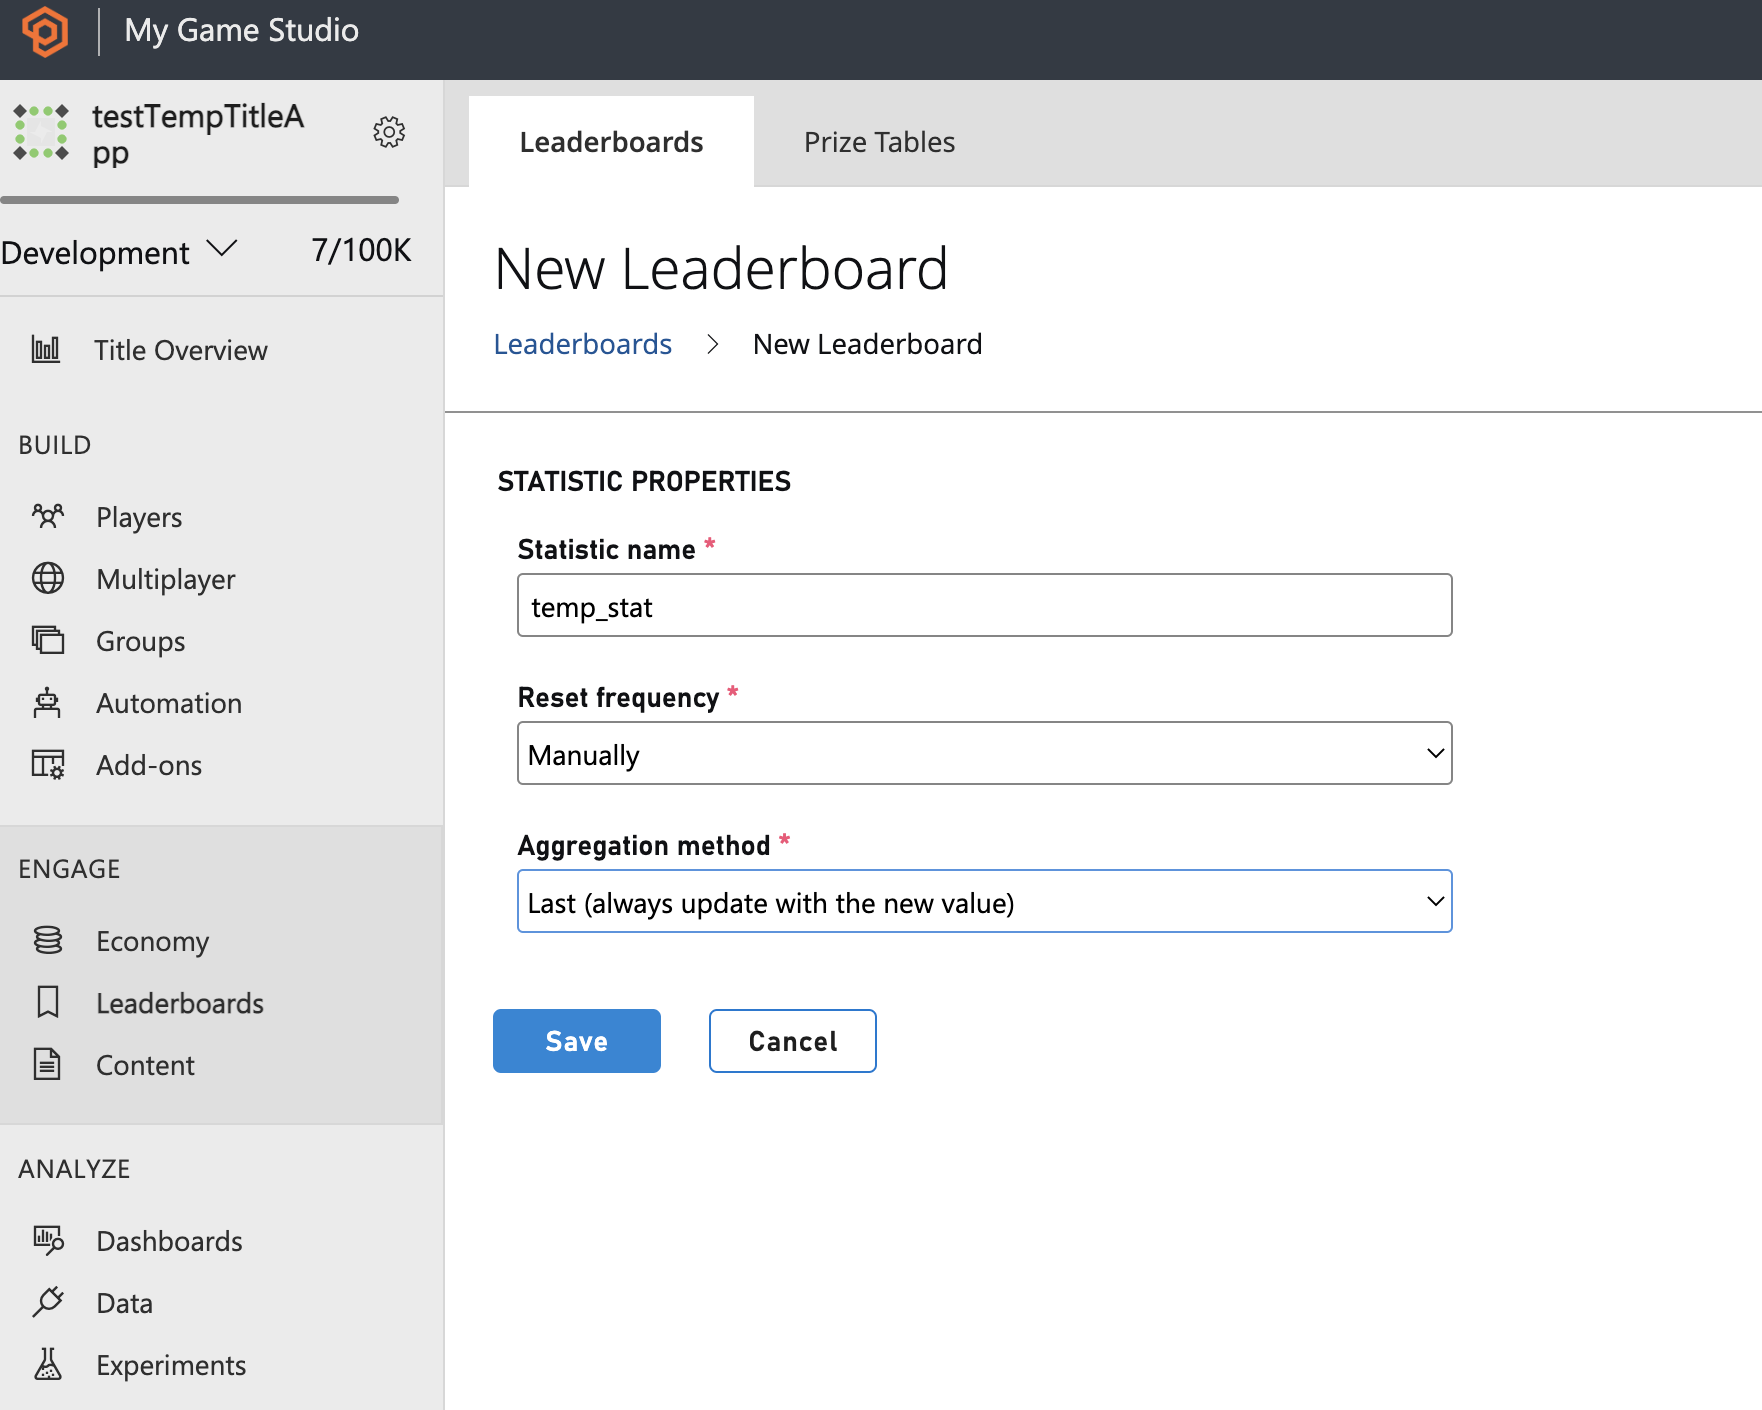 My Game Studio
testTempTitleA
pp
Development 7/100K
Title Overview
BUILD
Players
Multiplayer
Groups
Automation
Add-ons
ENGAGE
Economy
Leaderboards
Content
ANALYZE
Dashboards
Data
Experiments
Leaderboards Prize Tables
New Leaderboard
Leaderboards > New Leaderboard
STATISTIC PROPERTIES
Statistic name *
temp_stat
Reset frequency *
Manually
Aggregation method *
Last (always update with the new value)
Save Cancel